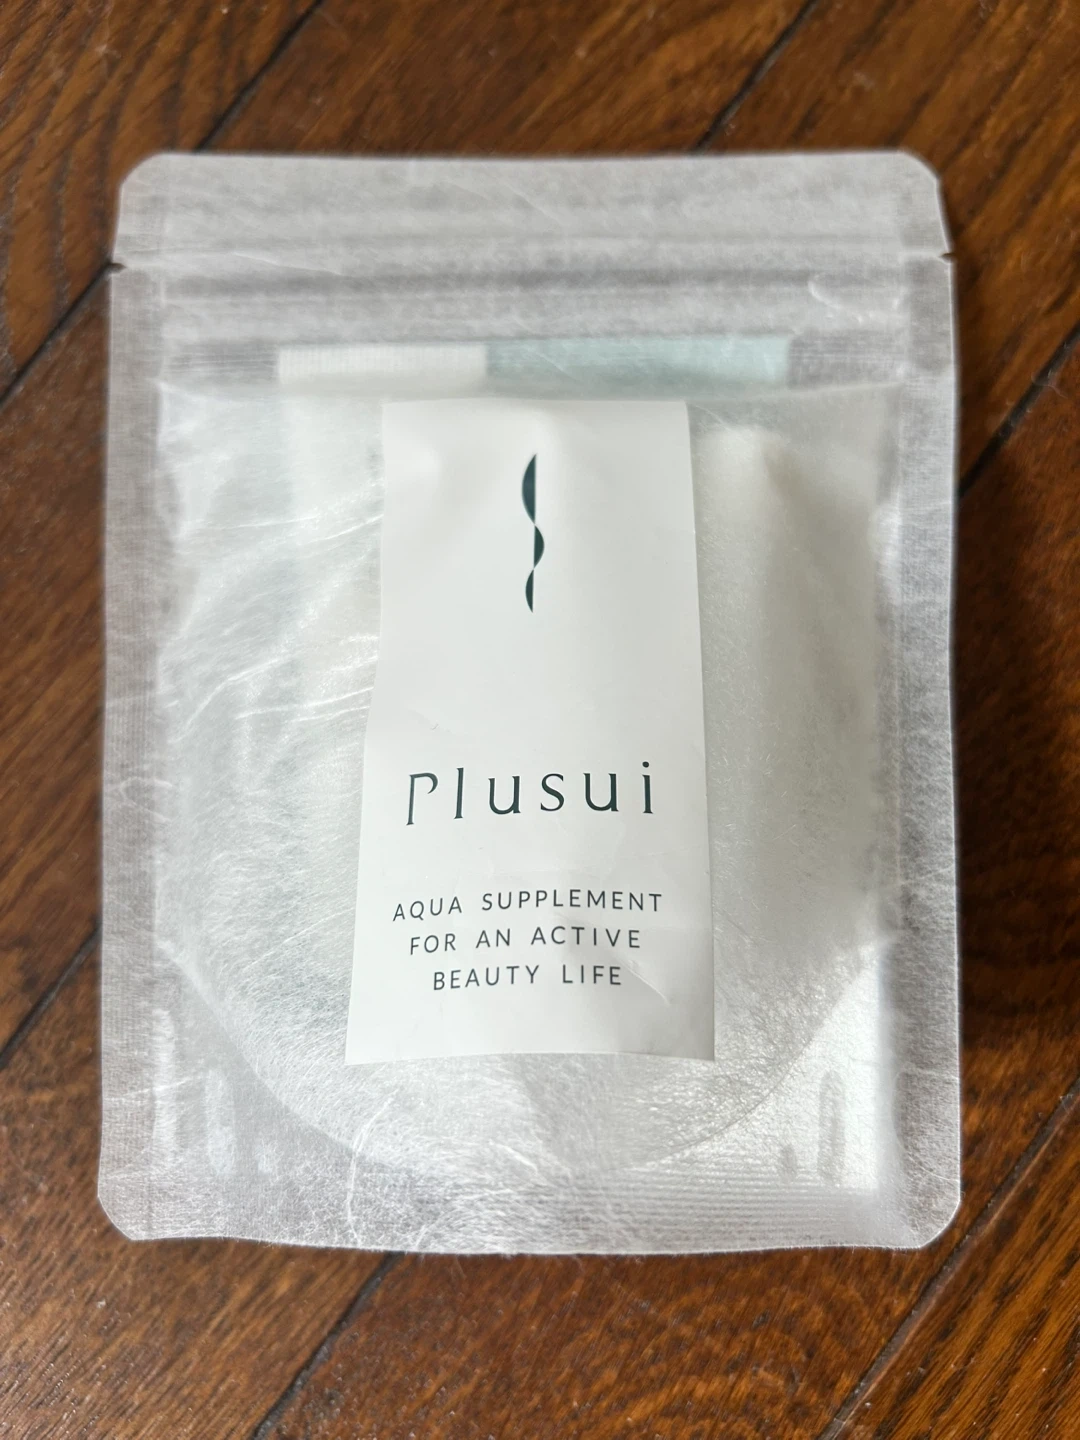 Plusui
AQUA SUPPLEMENT
FOR AN ACTIVE
BEAUTY LIFE